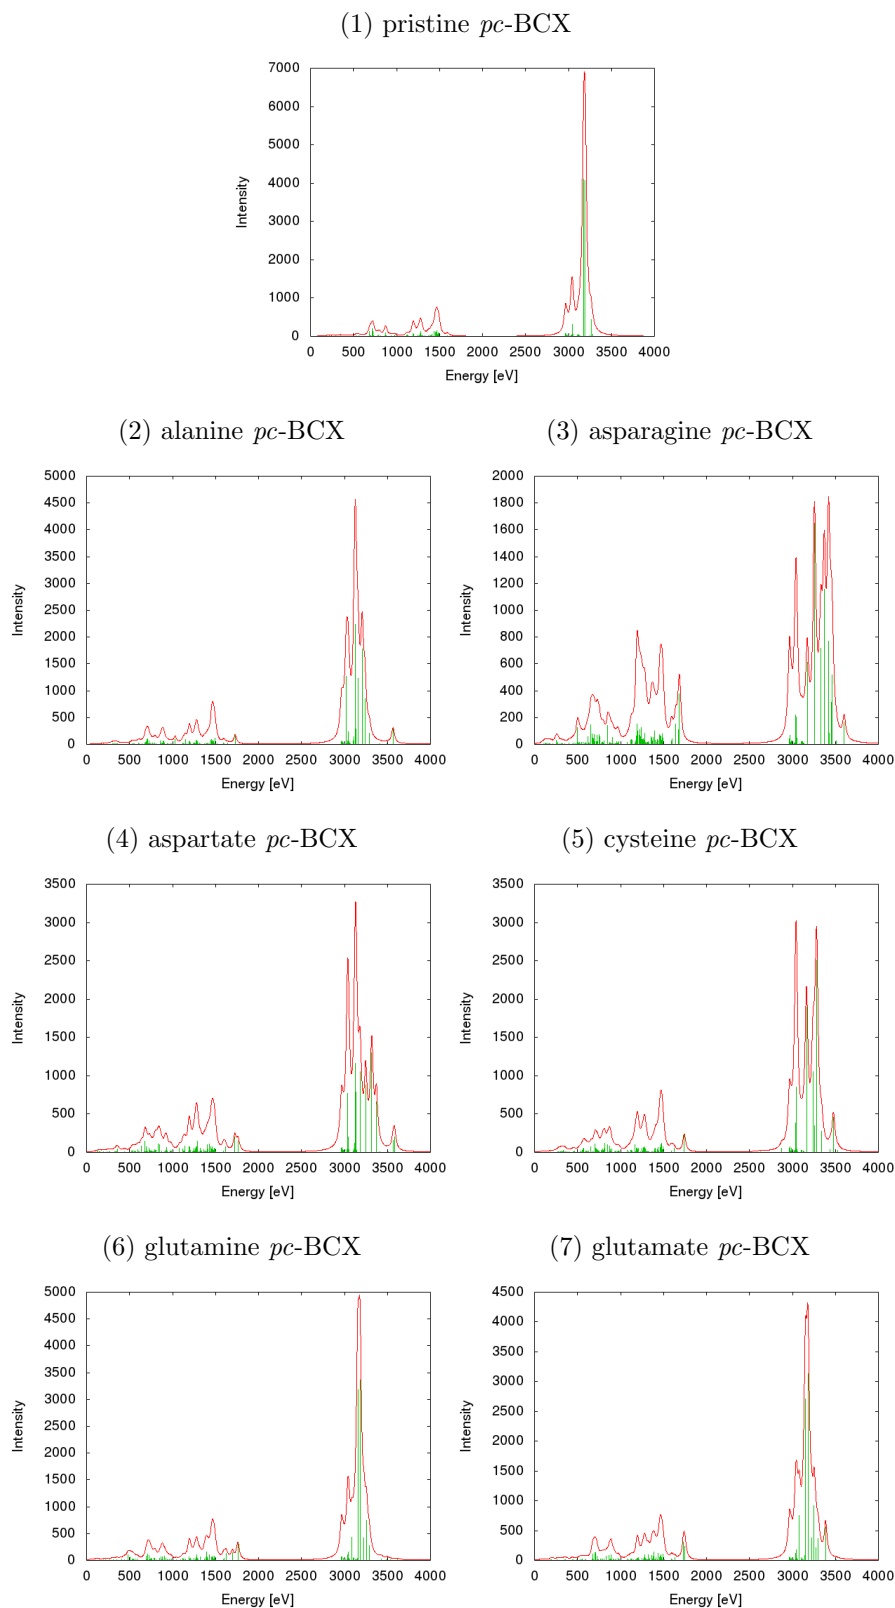 (1) pristine pc-BCX
7000
6000
5000
4000
3000
2000
1000
0
Intensity
0 500 1000 1500 2000 2500 3000 3500 4000
Energy [eV]
(2) alanine pc-BCX
5000
4500
4000
3500
3000
2500
2000
1500
1000
500
0
Intensity
0 500 1000 1500 2000 2500 3000 3500 4000
Energy [eV]
(3) asparagine pc-BCX
2000
1800
1600
1400
1200
1000
800
600
400
200
0
Intensity
0 500 1000 1500 2000 2500 3000 3500 4000
Energy [eV]
(4) aspartate pc-BCX
3500
3000
2500
2000
1500
1000
500
0
Intensity
0 500 1000 1500 2000 2500 3000 3500 4000
Energy [eV]
(5) cysteine pc-BCX
3500
3000
2500
2000
1500
1000
500
0
Intensity
0 500 1000 1500 2000 2500 3000 3500 4000
Energy [eV]
(6) glutamine pc-BCX
5000
4500
4000
3500
3000
2500
2000
1500
1000
500
0
Intensity
0 500 1000 1500 2000 2500 3000 3500 4000
Energy [eV]
(7) glutamate pc-BCX
4500
4000
3500
3000
2500
2000
1500
1000
500
0
Intensity
0 500 1000 1500 2000 2500 3000 3500 4000
Energy [eV]